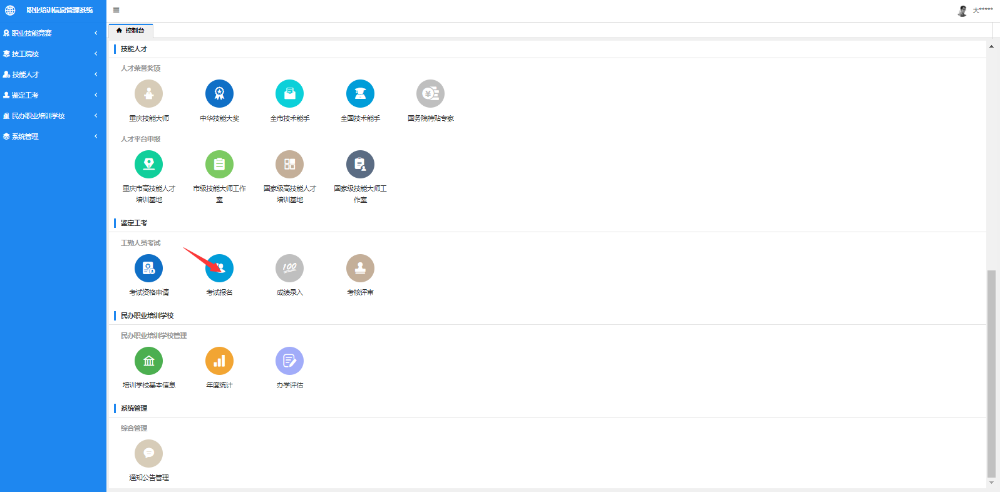 职业培训信息管理系统
大*****
控制台
职业技能竞赛
技工院校
技能人才
鉴定工考
民办职业培训学校
系统管理
技能人才
人才荣誉奖项
重庆技能大师
中华技能大奖
全市技术能手
全国技术能手
国务院特贴专家
人才平台申报
重庆市高技能人才
培训基地
市级技能大师工作
室
国家级高技能人才
培训基地
国家级技能大师工
作室
鉴定工考
工勤人员考试
100
考试资格申请
考试报名
成绩录入
考核评审
民办职业培训学校
民办职业培训学校管理
培训学校基本信息
年度统计
办学评估
系统管理
综合管理
通知公告管理